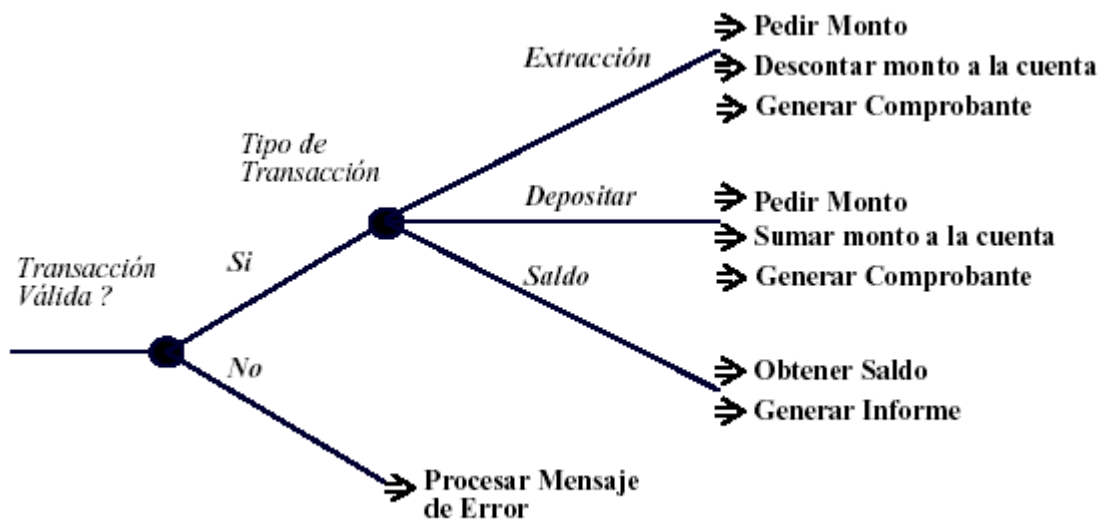 Extracción
Pedir Monto
Descontar monto a la cuenta
Generar Comprobante
Tipo de
Transacción
Depositar
Pedir Monto
Sumar monto a la cuenta
Generar Comprobante
Transacción
Válida ?
Si
Saldo
No
Obtener Saldo
Generar Informe
Procesar Mensaje
de Error